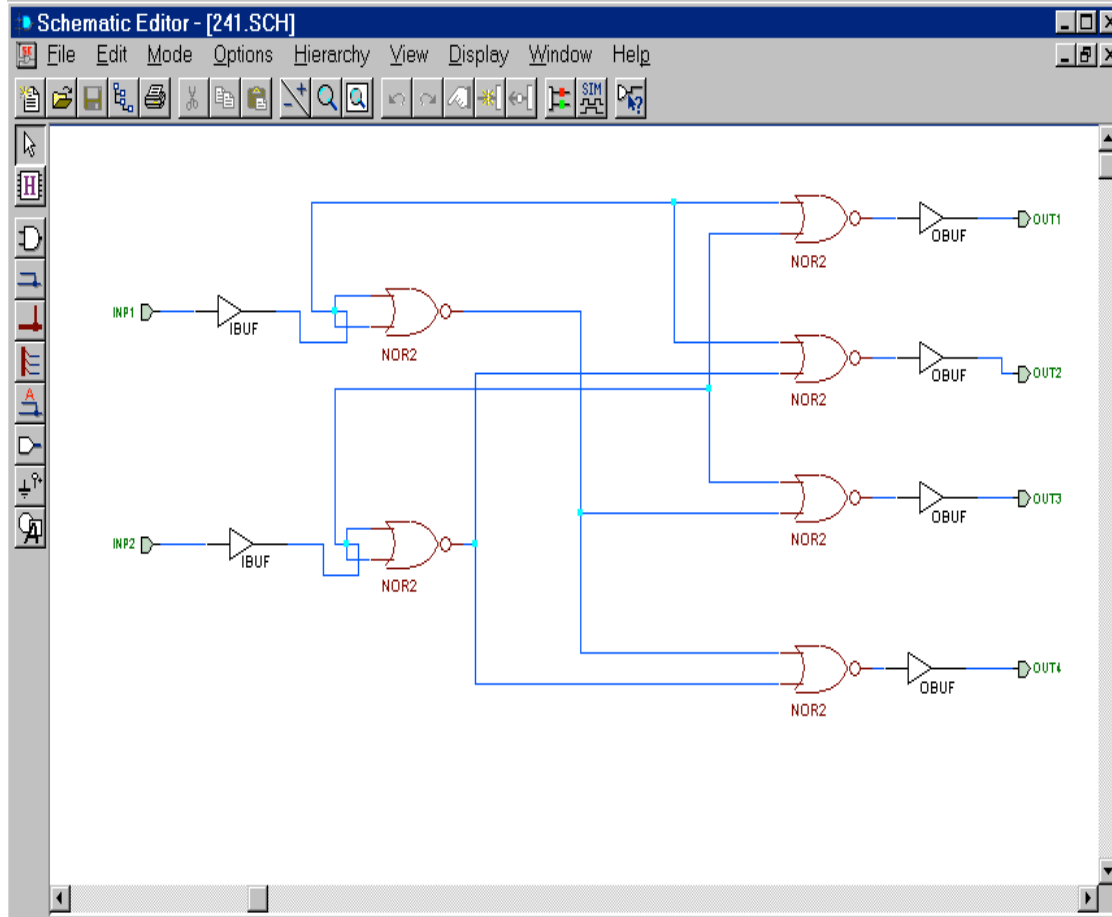 Schematic Editor - [241.SCH]
File Edit Mode Options Hierarchy View Display Window Help
SIM
H
OBUF
OUT1
NOR2
INP1
IBUF
NOR2
OBUF
OUT2
NOR2
A
OBUF
OUT3
NOR2
INP2
IBUF
NOR2
OBUF
OUT4
NOR2
A